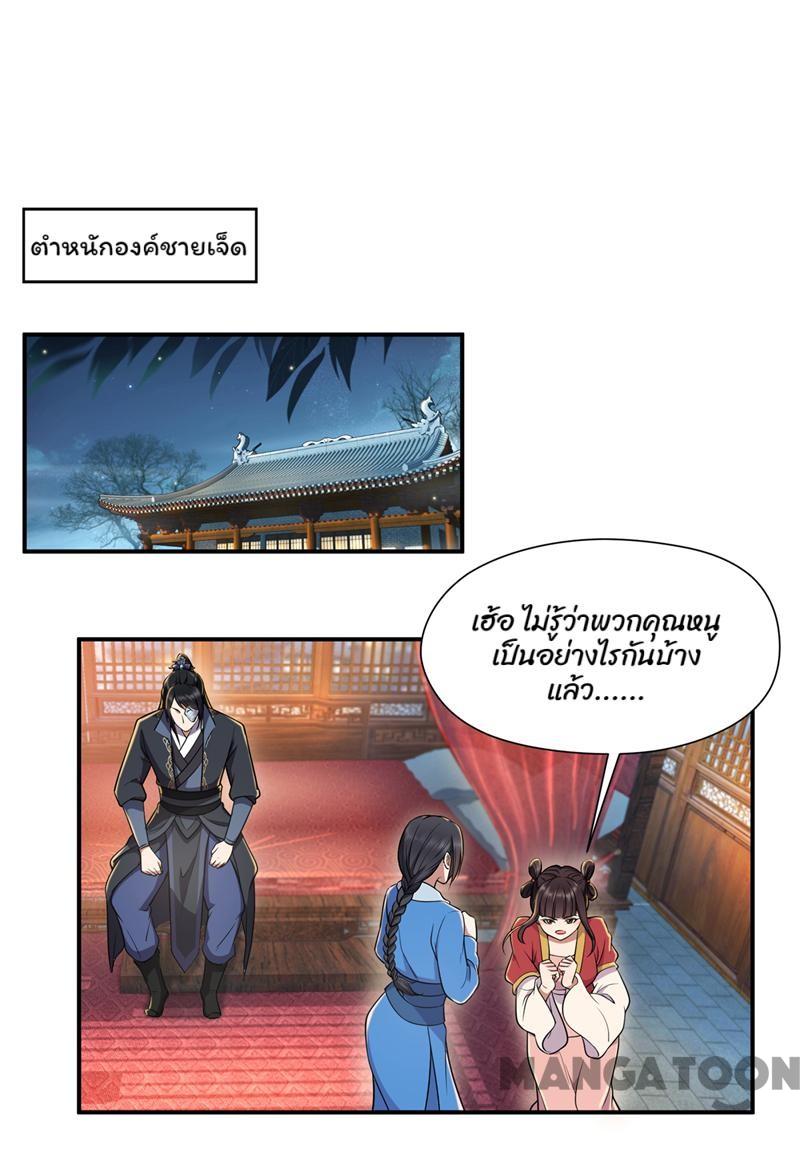 ตำหนักองค์ชายเจ็ด
เฮ้อ ไม่รู้ว่าพวกคุณหนู
เป็นอย่างไรกันบ้าง
แล้ว......
MANGATOON